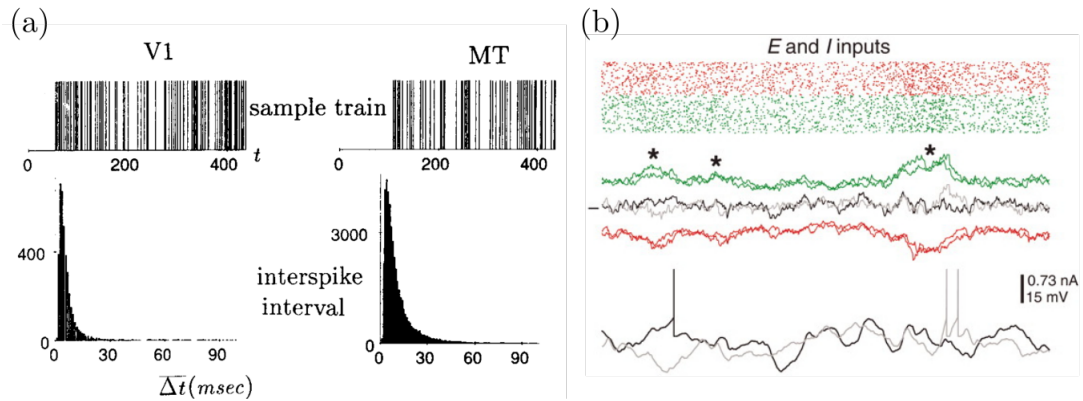 (a)
V1
MT
sample train
0
200
400
t
0
200
400
400
0
0
30
60
90
Δt(msec)
interspike
interval
3000
0
0
30
60
90
(b)
E and I inputs
*
*
*
0.73 nA
15 mV